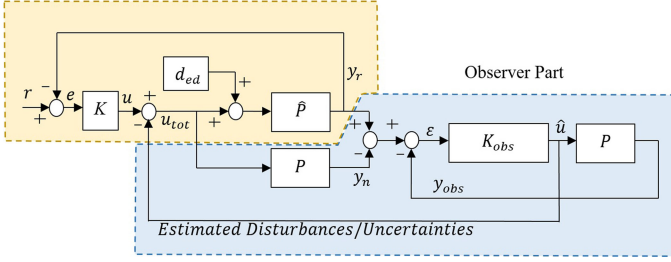 Observer Part
r
+
−
e
K
u
+
−
u_tot
d_ed
+
+
P̂
y_r
P
y_n
+
−
+
−
ε
K_obs
û
P
y_obs
Estimated Disturbances/Uncertainties